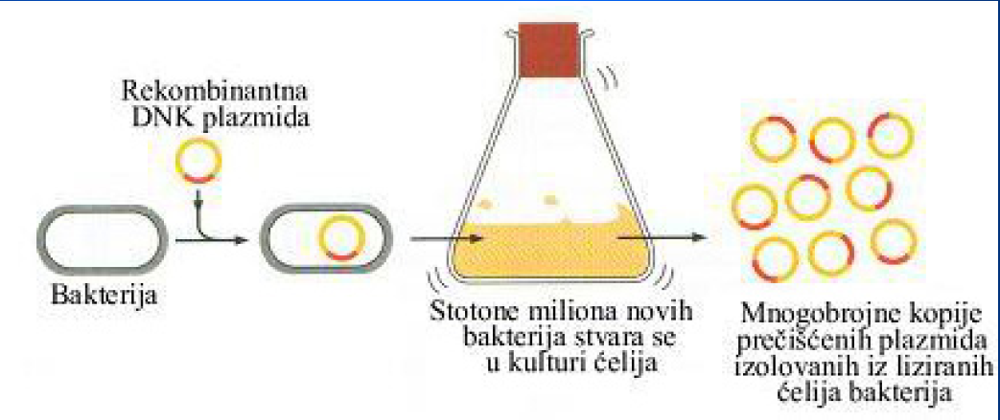 Rekombinantna
DNK plazmida
Bakterija
Stotone miliona novih
bakterija stvara se
u kulturi ćelija
Mnogobrojne kopije
prečišćenih plazmida
izolovanih iz liziranih
ćelija bakterija